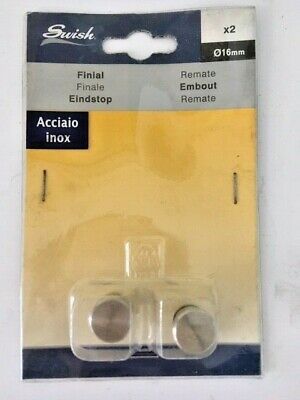 Swish
x2
Ø16mm
Finial Remate
Finale Embout
Eindstop Remate
Acciaio
inox